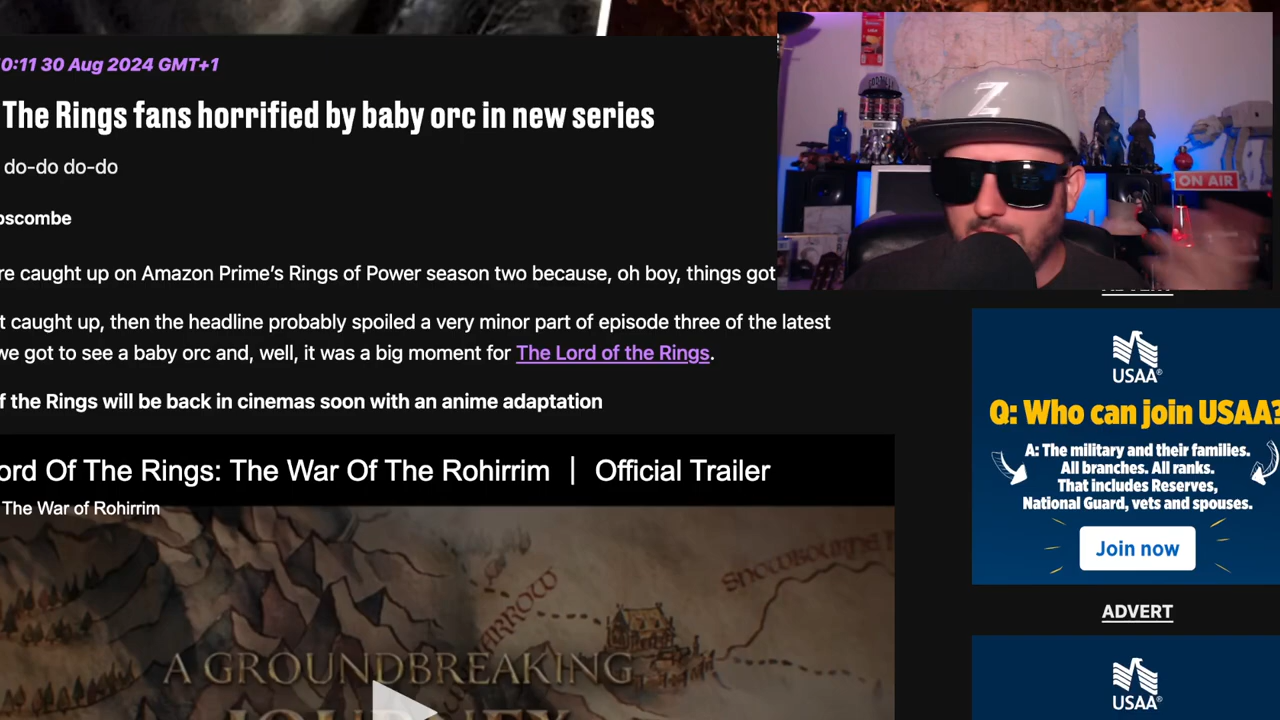 0:11 30 Aug 2024 GMT+1
The Rings fans horrified by baby orc in new series
do-do do-do
oscombe
re caught up on Amazon Prime's Rings of Power season two because, oh boy, things got
t caught up, then the headline probably spoiled a very minor part of episode three of the latest
we got to see a baby orc and, well, it was a big moment for The Lord of the Rings.
f the Rings will be back in cinemas soon with an anime adaptation
ord Of The Rings: The War Of The Rohirrim | Official Trailer
The War of Rohirrim
SNOWBOURNE
A GROUNDBREAKING
JOURNEY
Z
ON AIR
ADVERT
USAA®
Q: Who can join USAA?
A: The military and their families.
All branches. All ranks.
That includes Reserves,
National Guard, vets and spouses.
Join now
ADVERT
USAA®